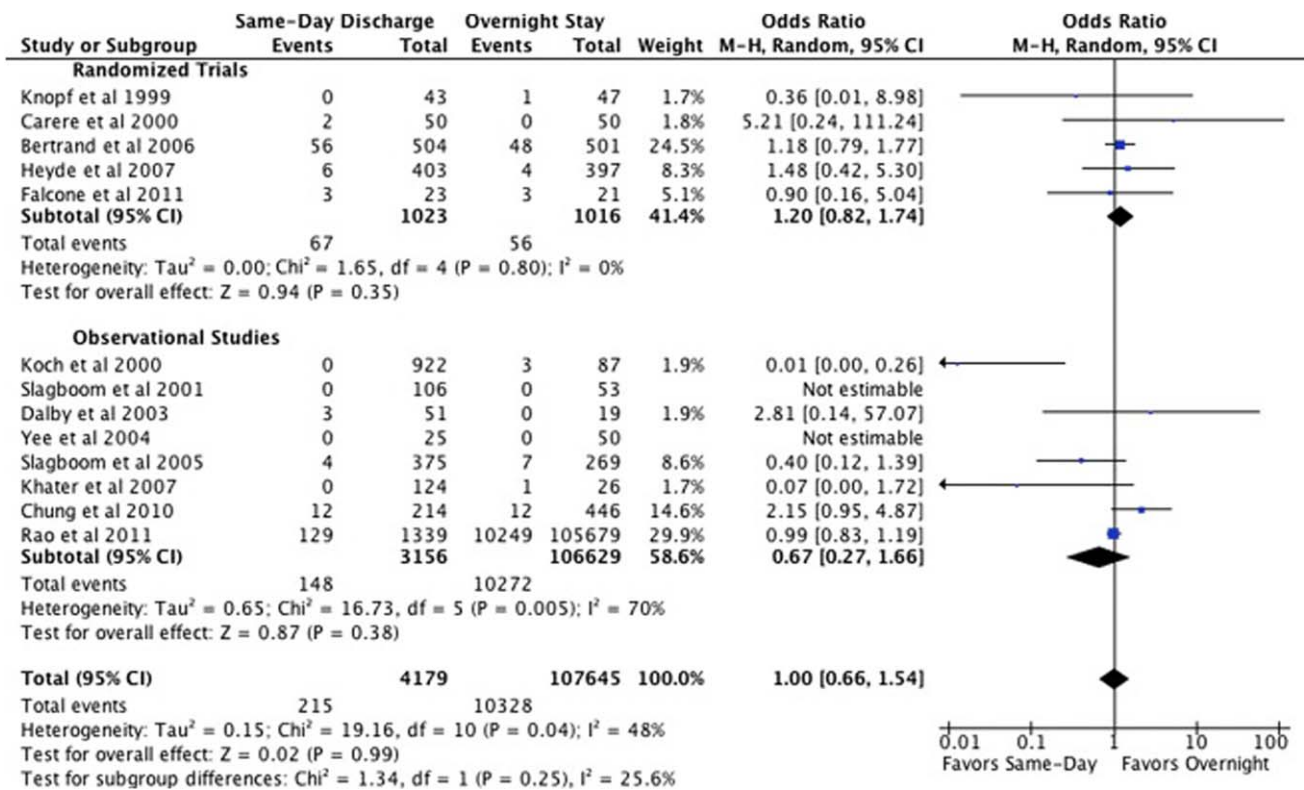 Same-Day Discharge Overnight Stay Odds Ratio Odds Ratio
Study or Subgroup Events Total Events Total Weight M-H, Random, 95% CI M-H, Random, 95% CI
Randomized Trials
Knopf et al 1999 0 43 1 47 1.7% 0.36 [0.01, 8.98]
Carere et al 2000 2 50 0 50 1.8% 5.21 [0.24, 111.24]
Bertrand et al 2006 56 504 48 501 24.5% 1.18 [0.79, 1.77]
Heyde et al 2007 6 403 4 397 8.3% 1.48 [0.42, 5.30]
Falcone et al 2011 3 23 3 21 5.1% 0.90 [0.16, 5.04]
Subtotal (95% CI) 1023 1016 41.4% 1.20 [0.82, 1.74]
Total events 67 56
Heterogeneity: Tau² = 0.00; Chi² = 1.65, df = 4 (P = 0.80); I² = 0%
Test for overall effect: Z = 0.94 (P = 0.35)
Observational Studies
Koch et al 2000 0 922 3 87 1.9% 0.01 [0.00, 0.26]
Slagboom et al 2001 0 106 0 53 Not estimable
Dalby et al 2003 3 51 0 19 1.9% 2.81 [0.14, 57.07]
Yee et al 2004 0 25 0 50 Not estimable
Slagboom et al 2005 4 375 7 269 8.6% 0.40 [0.12, 1.39]
Khater et al 2007 0 124 1 26 1.7% 0.07 [0.00, 1.72]
Chung et al 2010 12 214 12 446 14.6% 2.15 [0.95, 4.87]
Rao et al 2011 129 1339 10249 105679 29.9% 0.99 [0.83, 1.19]
Subtotal (95% CI) 3156 106629 58.6% 0.67 [0.27, 1.66]
Total events 148 10272
Heterogeneity: Tau² = 0.65; Chi² = 16.73, df = 5 (P = 0.005); I² = 70%
Test for overall effect: Z = 0.87 (P = 0.38)
Total (95% CI) 4179 107645 100.0% 1.00 [0.66, 1.54]
Total events 215 10328
Heterogeneity: Tau² = 0.15; Chi² = 19.16, df = 10 (P = 0.04); I² = 48%
Test for overall effect: Z = 0.02 (P = 0.99)
Test for subgroup differences: Chi² = 1.34, df = 1 (P = 0.25), I² = 25.6%
0.01 0.1 1 10 100
Favors Same-Day Favors Overnight